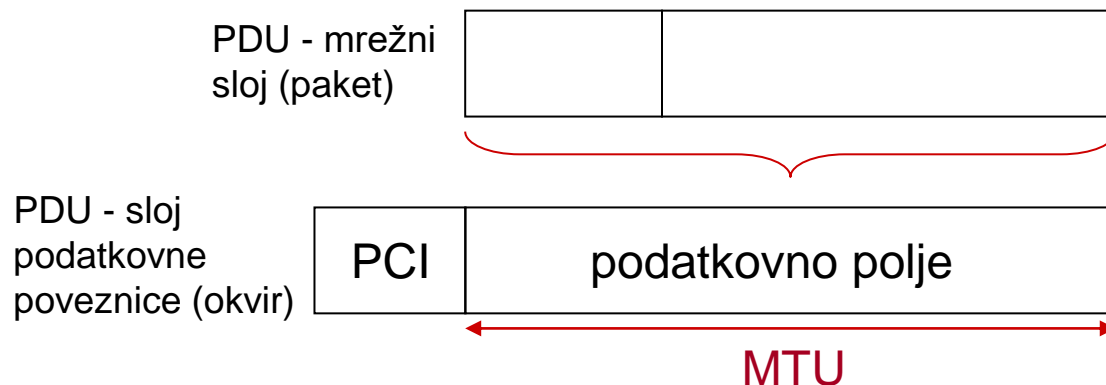 PDU - mrežni
sloj (paket)
PDU - sloj
podatkovne
poveznice (okvir)
PCI
podatkovno polje
MTU